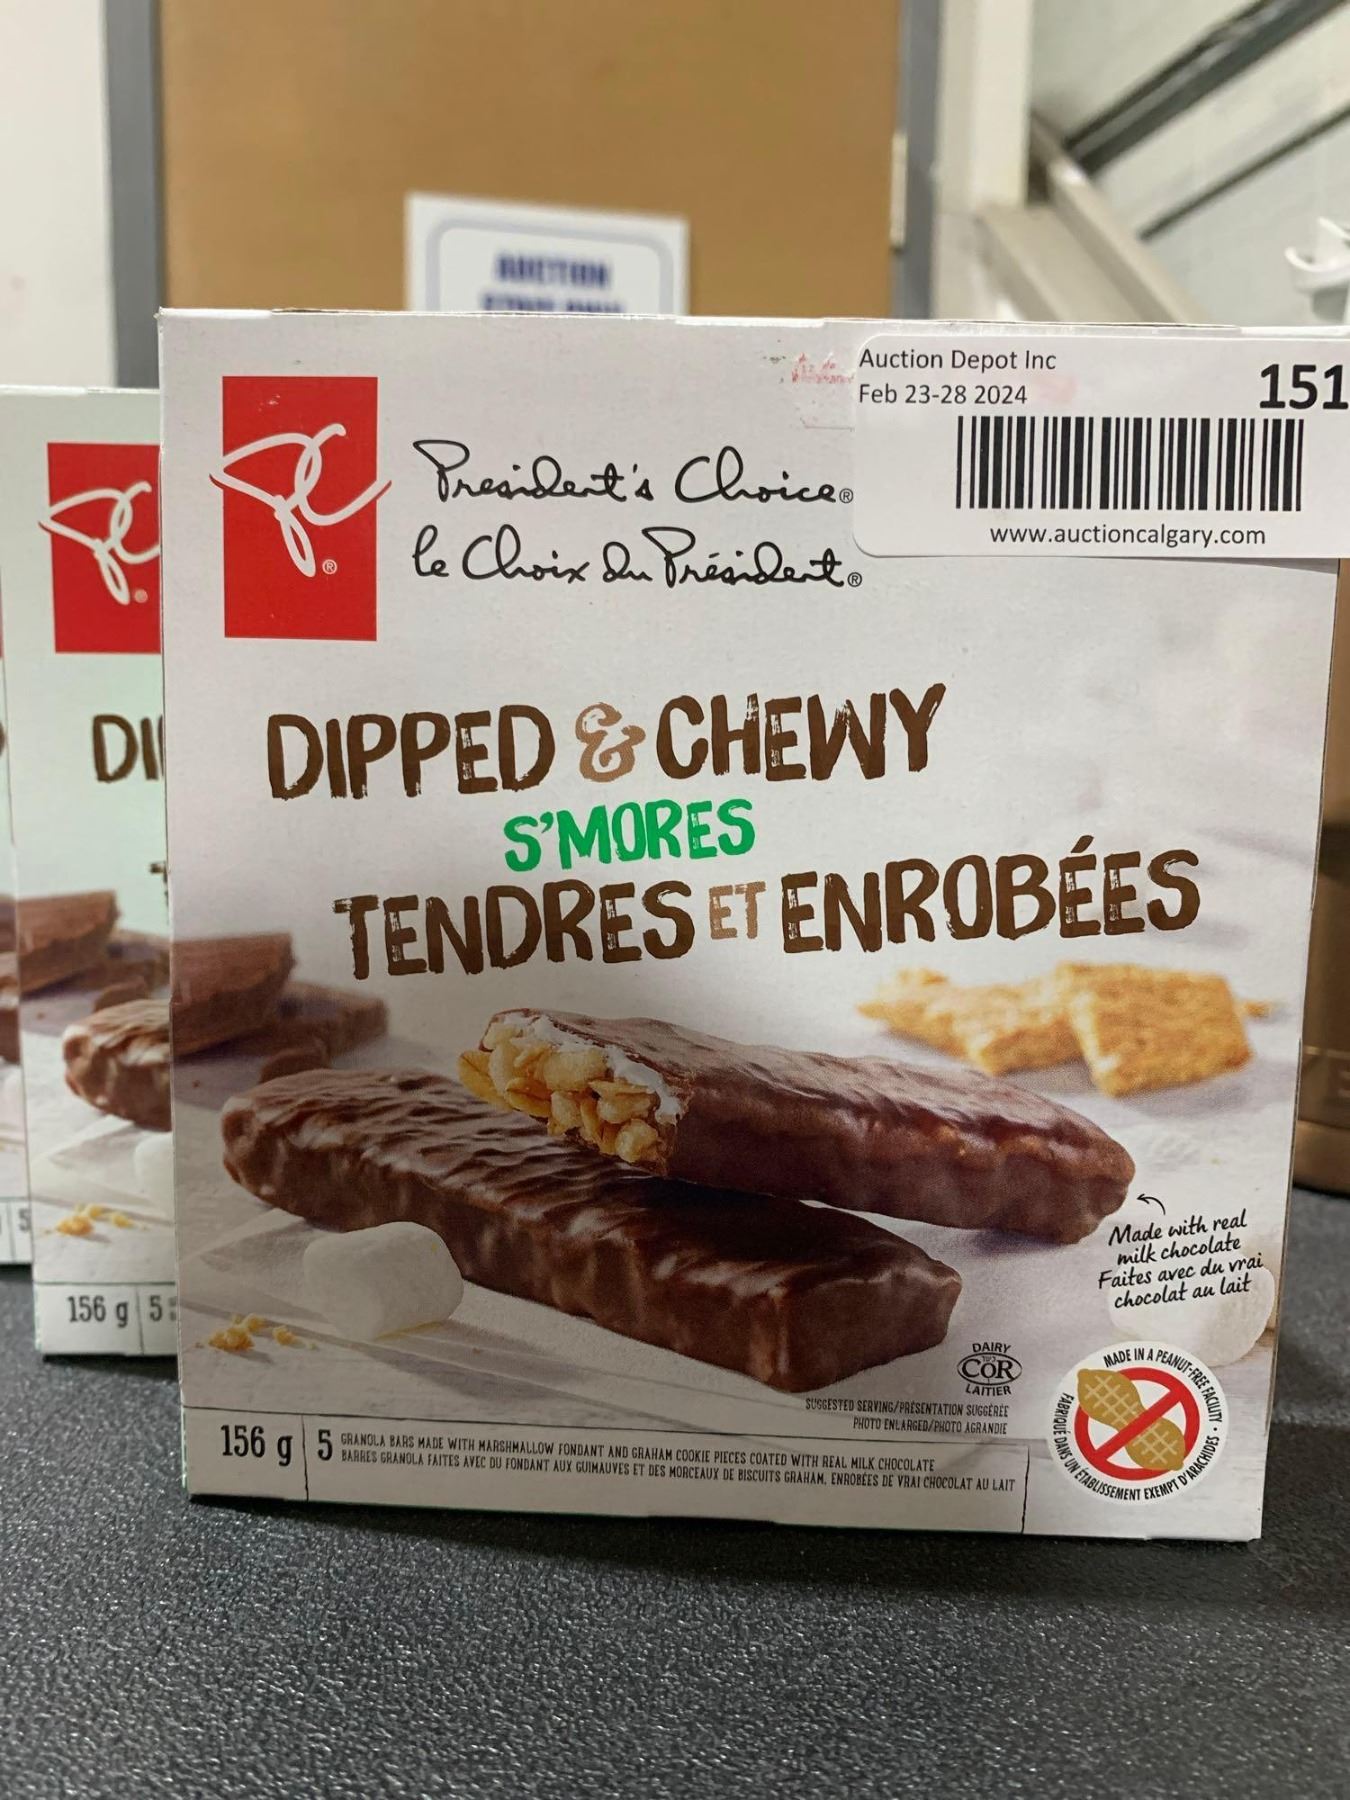 AUCTION
Auction Depot Inc
Feb 23-28 2024
151
www.auctioncalgary.com
PC®
President's Choice®
le Choix du Président®
DIPPED & CHEWY
S'MORES
TENDRES ET ENROBÉES
Made with real
milk chocolate
Faites avec du vrai
chocolat au lait
DAIRY
COR
LAITIER
SUGGESTED SERVING/PRÉSENTATION SUGGÉRÉE
PHOTO ENLARGED/PHOTO AGRANDIE
MADE IN A PEANUT-FREE FACILITY •
FABRIQUÉ DANS UN ÉTABLISSEMENT EXEMPT D'ARACHIDES •
156 g
5
GRANOLA BARS MADE WITH MARSHMALLOW FONDANT AND GRAHAM COOKIE PIECES COATED WITH REAL MILK CHOCOLATE
BARRES GRANOLA FAITES AVEC DU FONDANT AUX GUIMAUVES ET DES MORCEAUX DE BISCUITS GRAHAM, ENROBÉES DE VRAI CHOCOLAT AU LAIT
PC®
DI
156 g 5
5